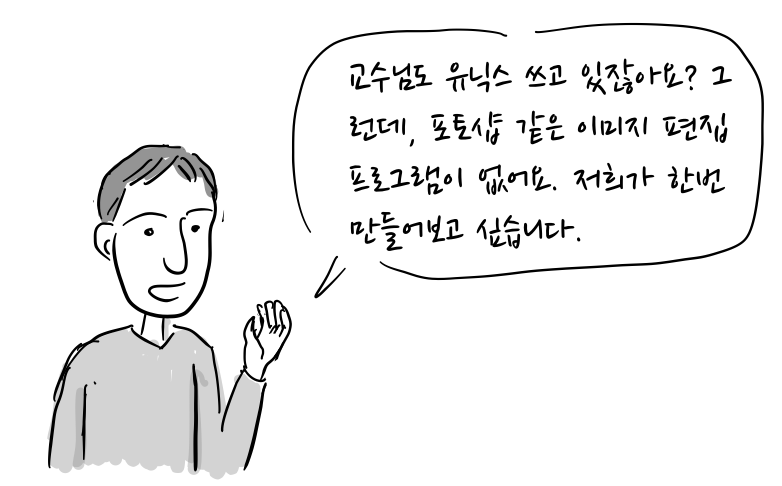 교수님도 유닉스 쓰고 있잖아요? 그
런데, 포토샵 같은 이미지 편집
프로그램이 없어요. 저희가 한번
만들어보고 싶습니다.